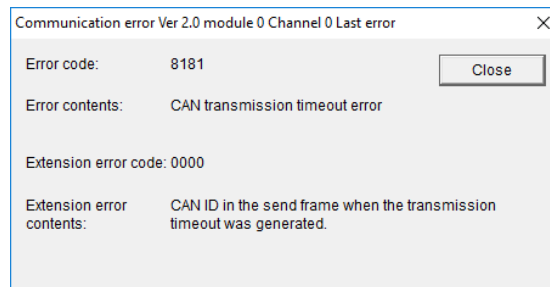 Communication error Ver 2.0 module 0 Channel 0 Last error
Error code: 8181
Close
Error contents: CAN transmission timeout error
Extension error code: 0000
Extension error contents: CAN ID in the send frame when the transmission
timeout was generated.